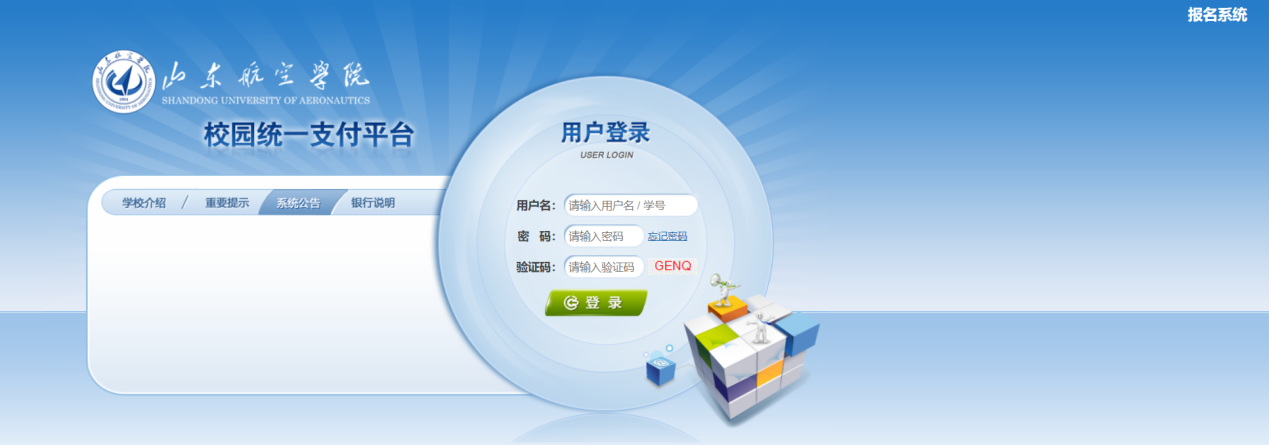 报名系统
山东航空学院
SHANDONG UNIVERSITY OF AERONAUTICS
校园统一支付平台
用户登录
USER LOGIN
学校介绍 / 重要提示 系统公告 银行说明
用户名: 请输入用户名 / 学号
密 码: 请输入密码 忘记密码
验证码: 请输入验证码 GENQ
登 录